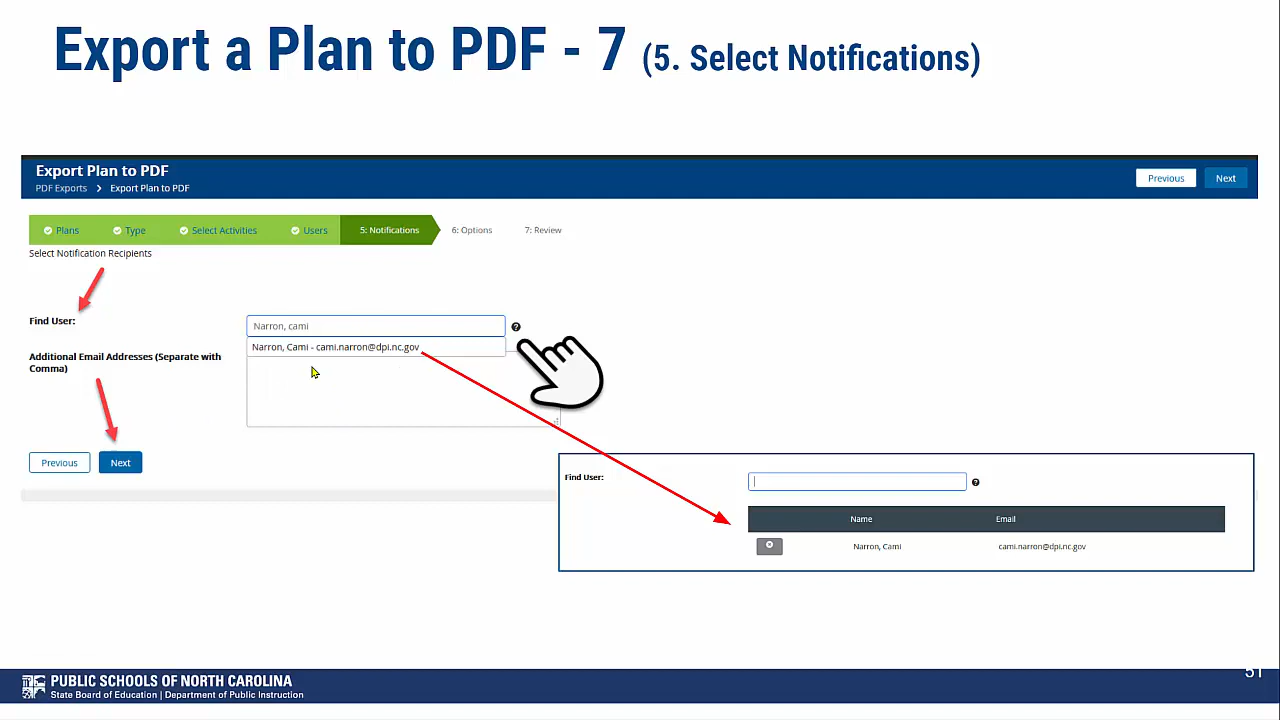 Export a Plan to PDF - 7 (5. Select Notifications)
Export Plan to PDF
PDF Exports > Export Plan to PDF
Previous
Next
Plans
Type
Select Activities
Users
5: Notifications
6: Options
7: Review
Select Notification Recipients
Find User:
Narron, cami
Narron, Cami - cami.narron@dpi.nc.gov
Additional Email Addresses (Separate with
Comma)
Previous
Next
Find User:
Name
Email
Narron, Cami
cami.narron@dpi.nc.gov
PUBLIC SCHOOLS OF NORTH CAROLINA
State Board of Education | Department of Public Instruction
51